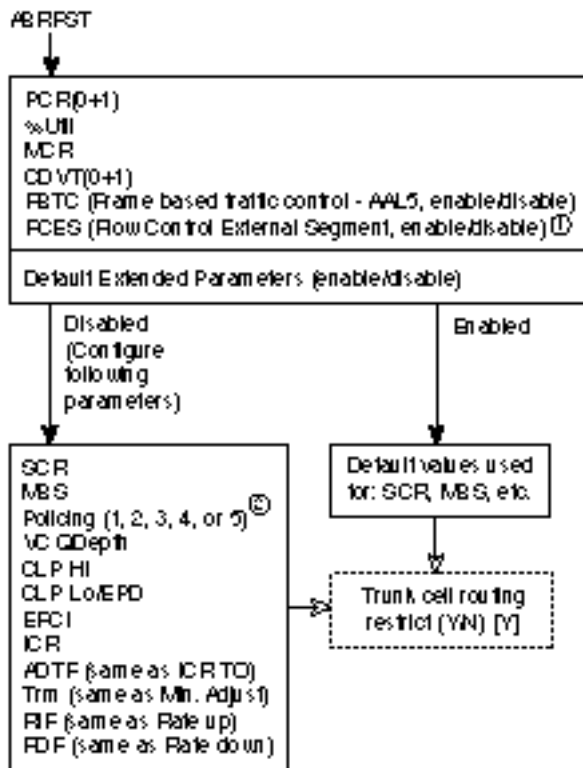 ABRFST
PCR(0+1)
%Util
MCR
CDVT(0+1)
FBTC (Frame based traffic control - AAL5, enable/disable)
FCES (Flow Control External Segment, enable/disable) ①
Default Extended Parameters (enable/disable)
Disabled
(Configure
following
parameters)
Enabled
SCR
MBS
Policing (1, 2, 3, 4, or 5) ②
VC QDepth
CLP Hi
CLP Lo/EPD
EFCI
ICR
ADTF (same as ICR TO)
Trm (same as Min. Adjust)
RIF (same as Rate up)
RDF (same as Rate down)
Default values used
for: SCR, MBS, etc.
Trunk cell routing
restrict (Y/N) [Y]